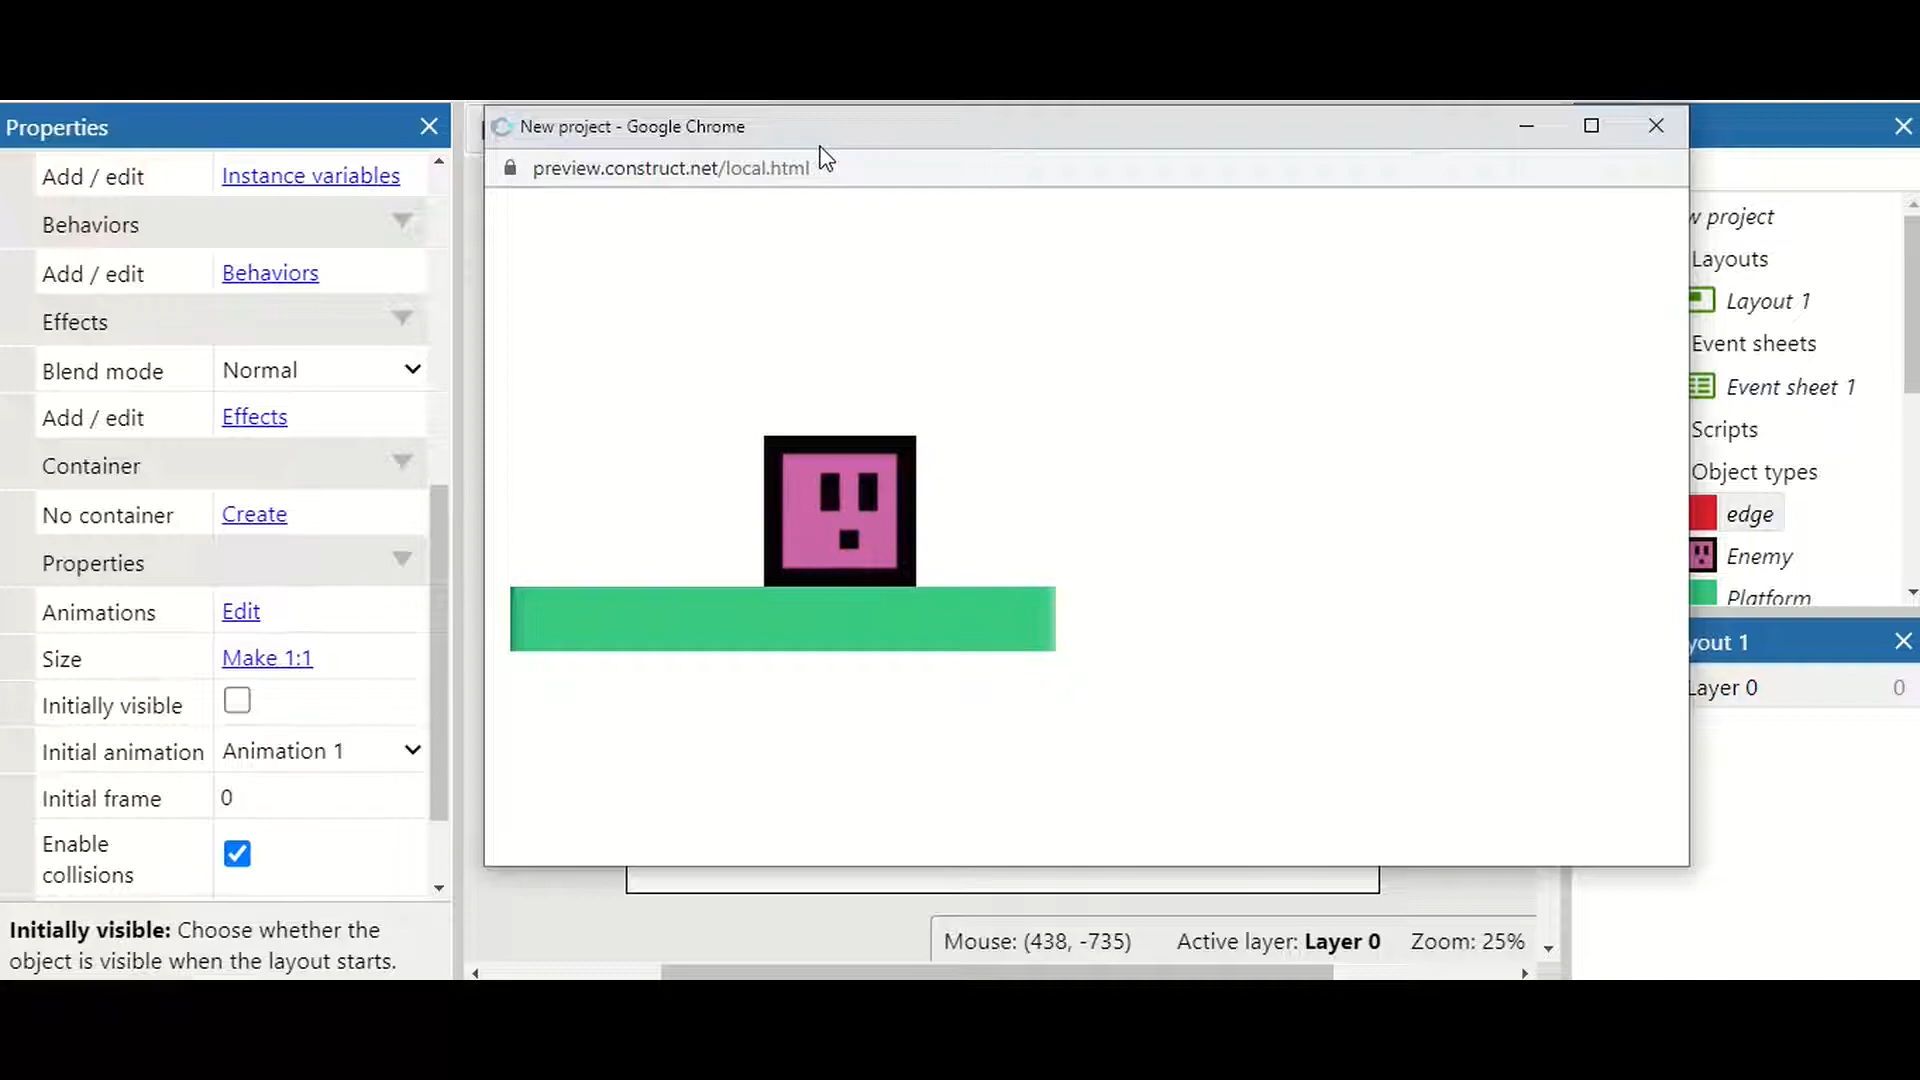 Properties
Add / edit Instance variables
Behaviors
Add / edit Behaviors
Effects
Blend mode Normal
Add / edit Effects
Container
No container Create
Properties
Animations Edit
Size Make 1:1
Initially visible
Initial animation Animation 1
Initial frame 0
Enable
collisions
Initially visible: Choose whether the
object is visible when the layout starts.
New project - Google Chrome
preview.construct.net/local.html
Mouse: (438, -735) Active layer: Layer 0 Zoom: 25%
w project
Layouts
Layout 1
Event sheets
Event sheet 1
Scripts
Object types
edge
Enemy
Platform
yout 1
Layer 0 0